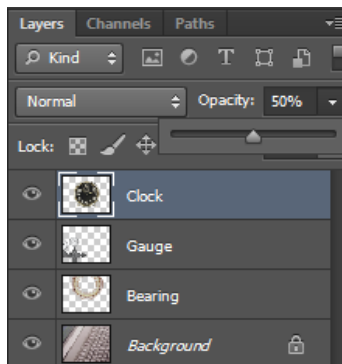 Layers Channels Paths
Kind T
Normal Opacity: 50%
Lock:
Clock
Gauge
Bearing
Background